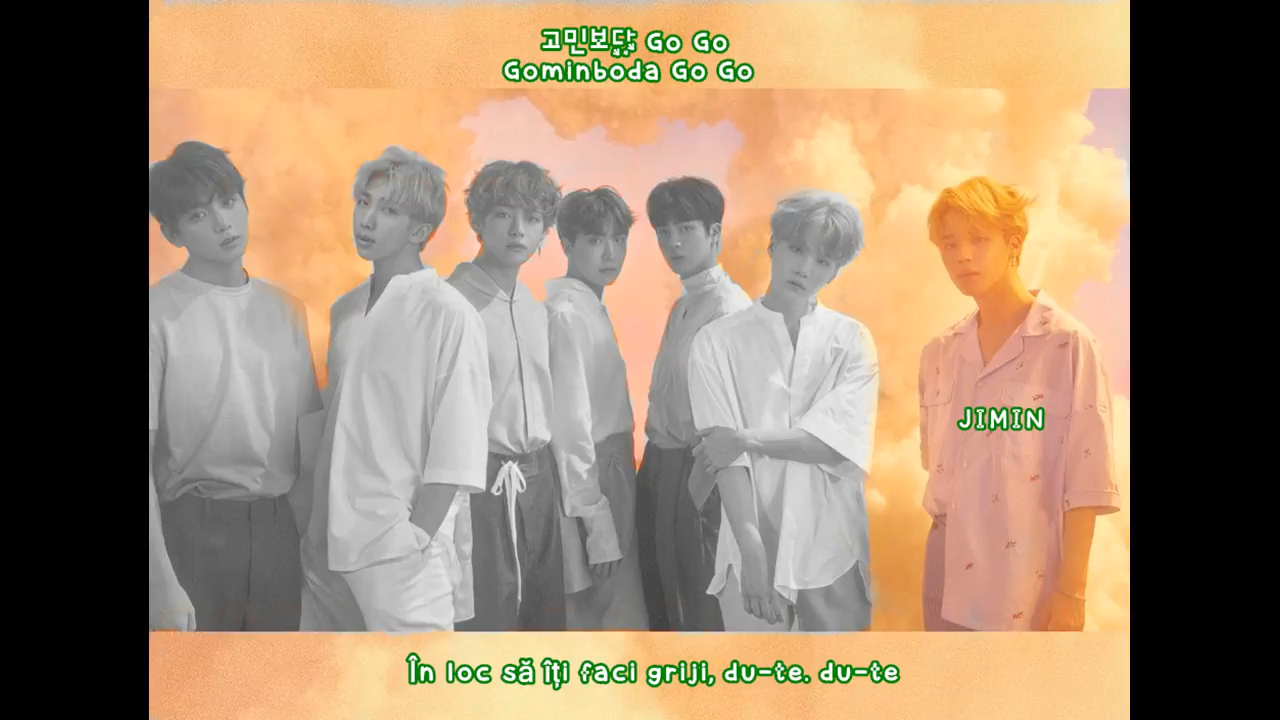 고민보닿 Go Go
Gominboda Go Go
JIMIN
În loc să îți faci griji, du-te. du-te